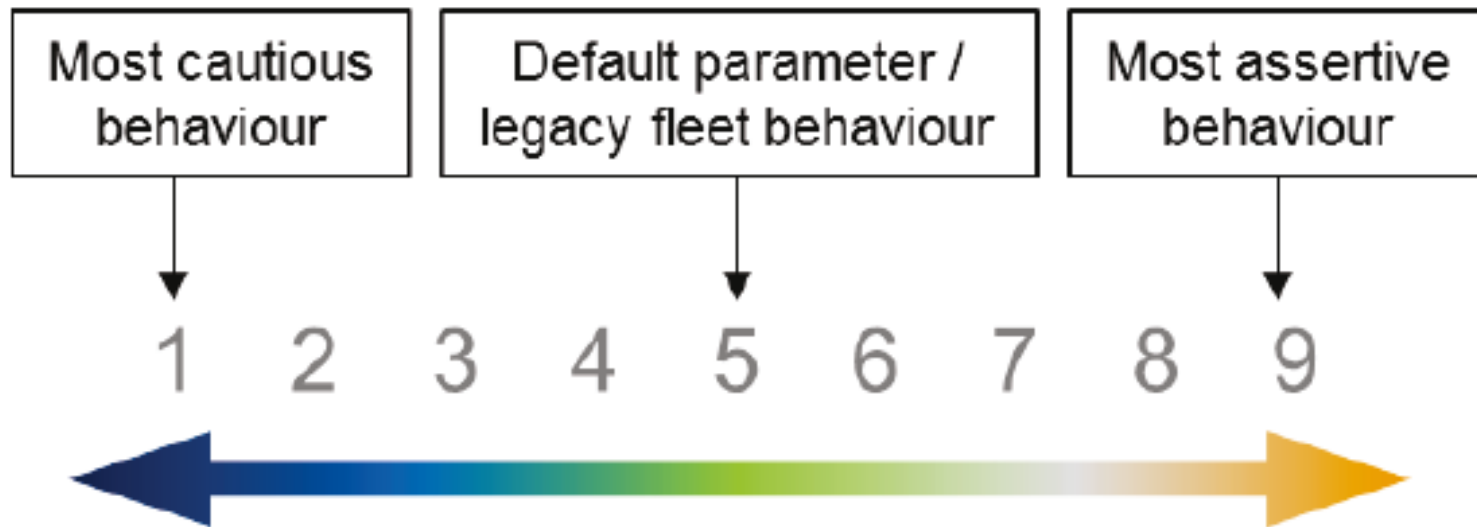 Most cautious
behaviour
Default parameter /
legacy fleet behaviour
Most assertive
behaviour
1 2 3 4 5 6 7 8 9